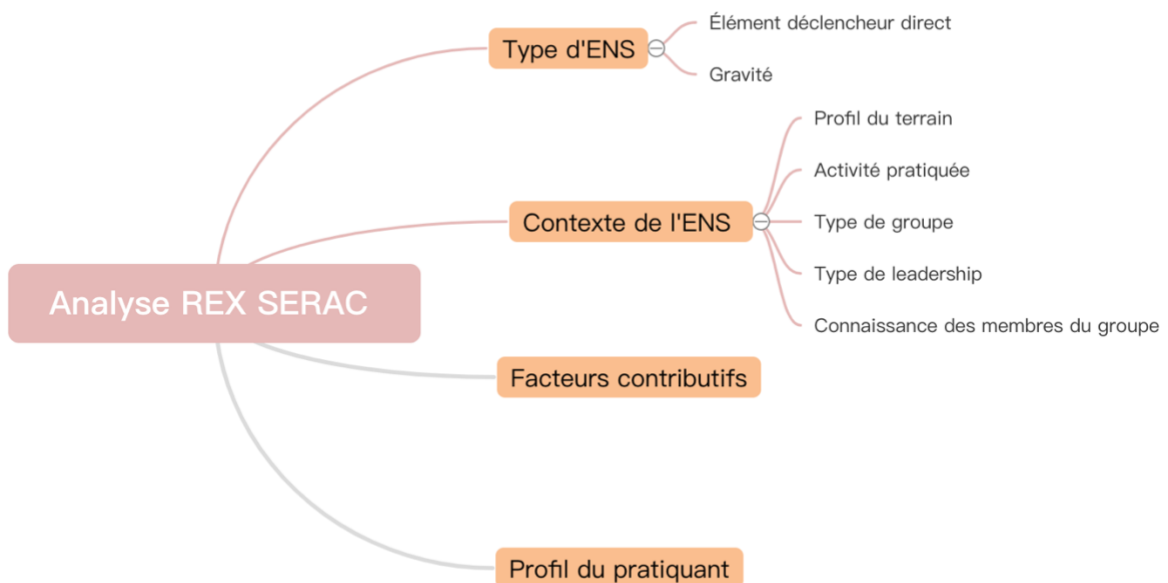 Analyse REX SERAC
Type d'ENS
Élément déclencheur direct
Gravité
Contexte de l'ENS
Profil du terrain
Activité pratiquée
Type de groupe
Type de leadership
Connaissance des membres du groupe
Facteurs contributifs
Profil du pratiquant